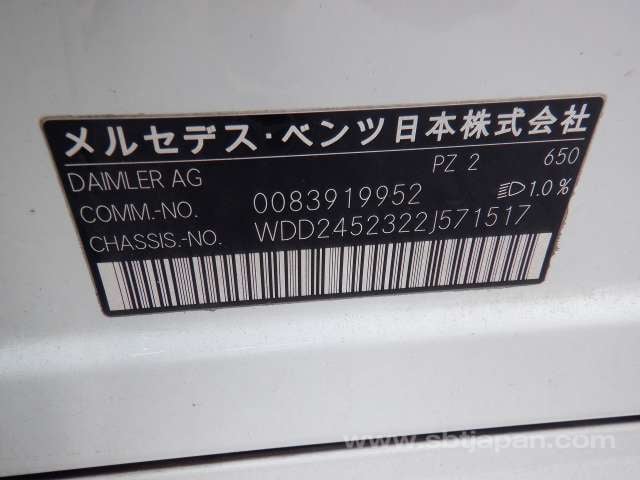 メルセデス・ベンツ日本株式会社
DAIMLER AG PZ 2 650
COMM.-NO. 0083919952 1.0%
CHASSIS.-NO. WDD2452322J571517
www.sbtjapan.com